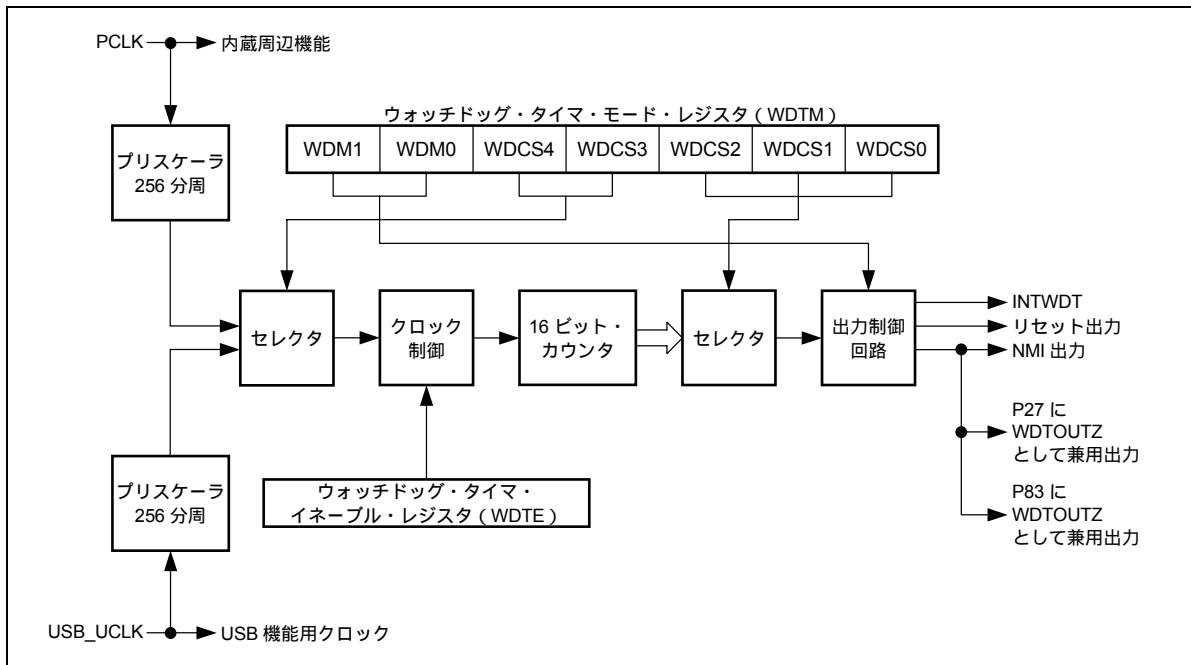 PCLK
内蔵周辺機能
ウォッチドッグ・タイマ・モード・レジスタ（WDTM）
WDM1 WDM0 WDCS4 WDCS3 WDCS2 WDCS1 WDCS0
プリスケーラ
256 分周
セレクタ
クロック
制御
16 ビット・
カウンタ
セレクタ
出力制御
回路
INTWDT
リセット出力
NMI 出力
P27 に
WDTOUTZ
として兼用出力
P83 に
WDTOUTZ
として兼用出力
プリスケーラ
256 分周
ウォッチドッグ・タイマ・
イネーブル・レジスタ（WDTE）
USB_UCLK
USB 機能用クロック